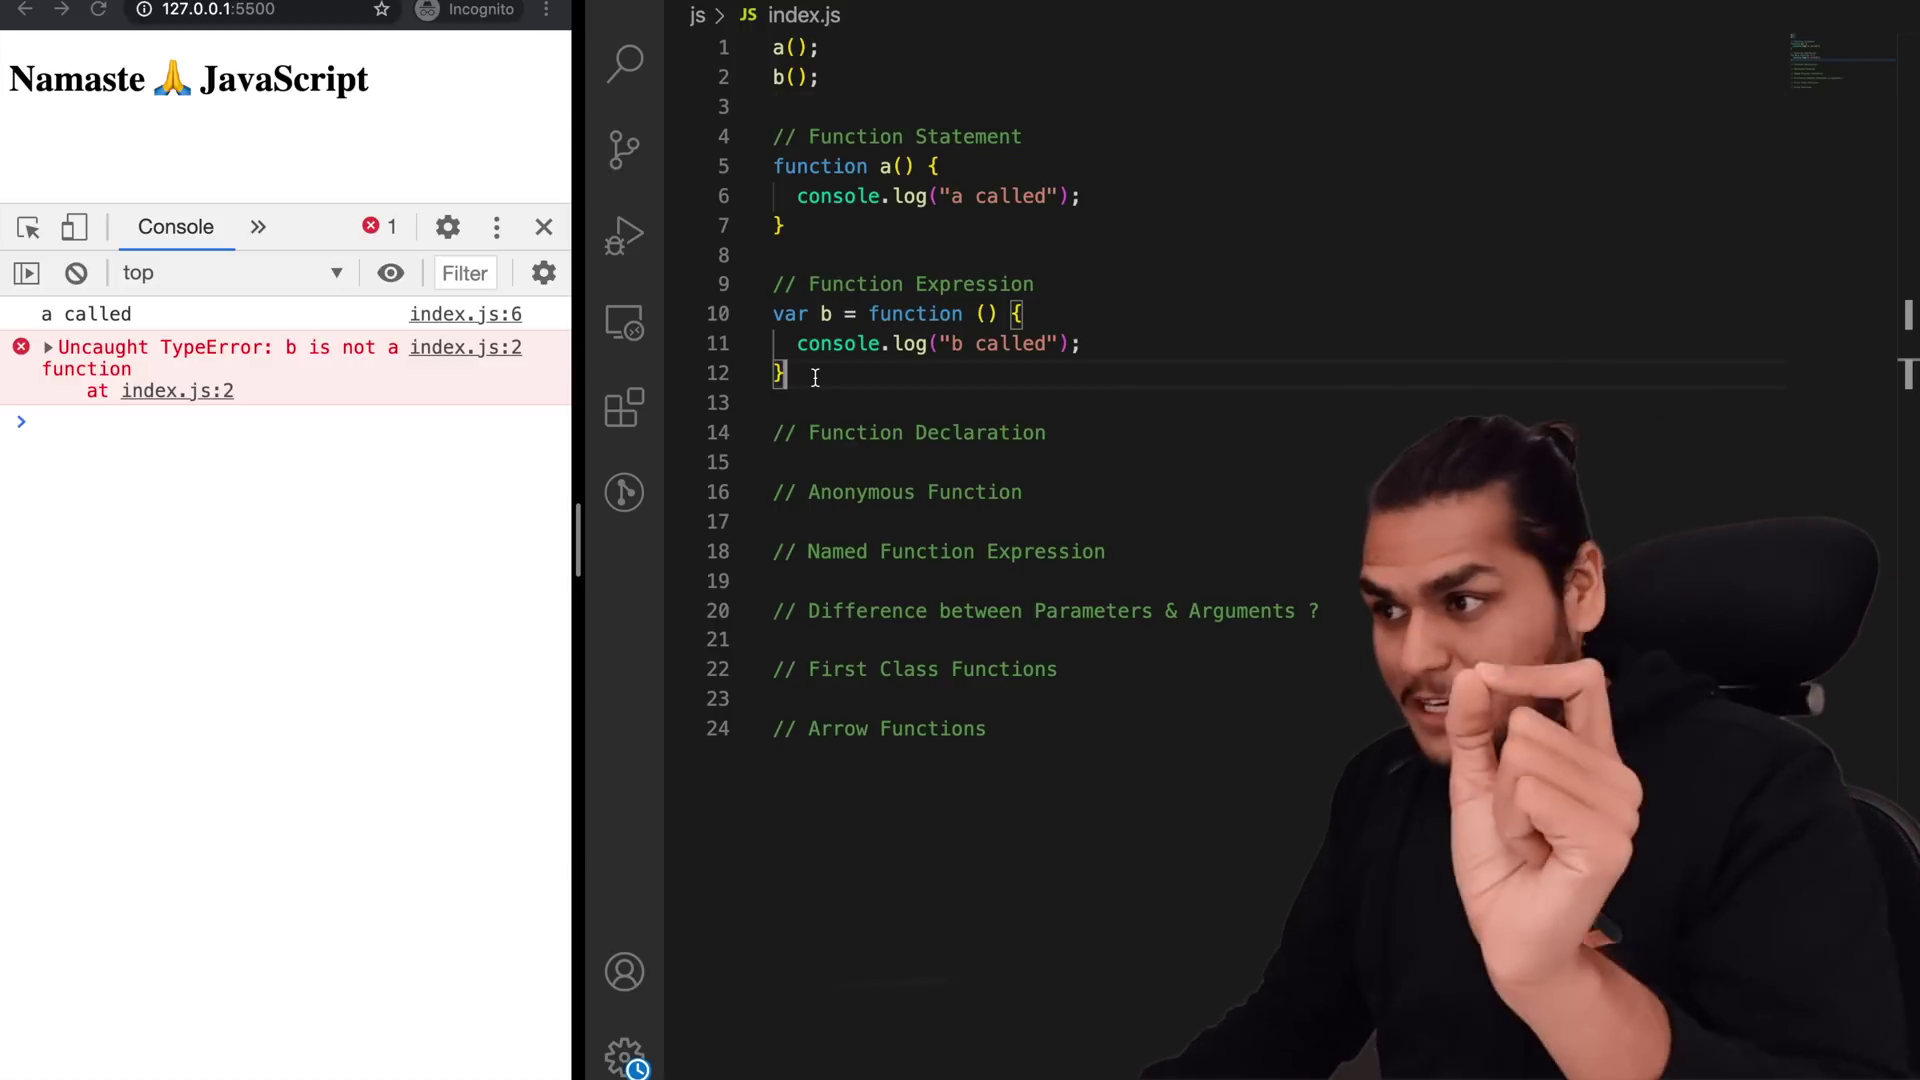 127.0.0.1:5500
Incognito
Namaste 🙏 JavaScript
Console
1
top
Filter
a called index.js:6
Uncaught TypeError: b is not a index.js:2
function
at index.js:2
js > JS index.js
1 a();
2 b();
3
4 // Function Statement
5 function a() {
6 console.log("a called");
7 }
8
9 // Function Expression
10 var b = function () {
11 console.log("b called");
12 }
13
14 // Function Declaration
15
16 // Anonymous Function
17
18 // Named Function Expression
19
20 // Difference between Parameters & Arguments ?
21
22 // First Class Functions
23
24 // Arrow Functions